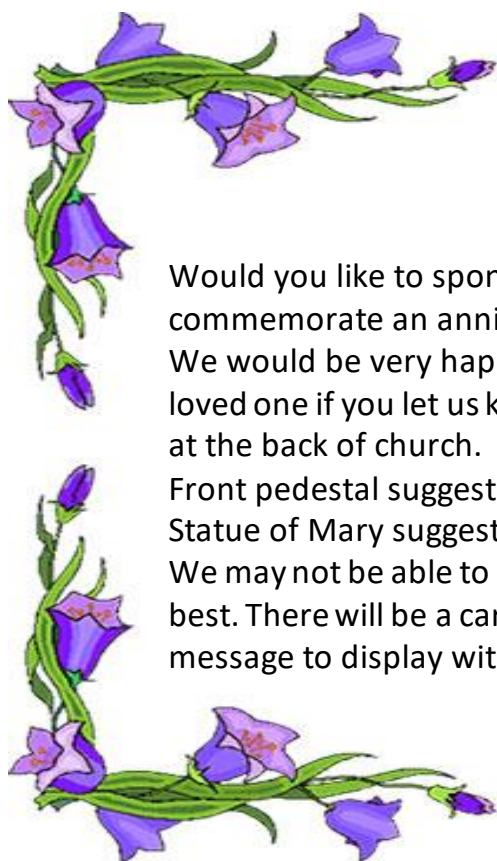 Would you like to spon
commemorate an anni
We would be very hap
loved one if you let us k
at the back of church.
Front pedestal suggest
Statue of Mary suggest
We may not be able to
best. There will be a car
message to display wit